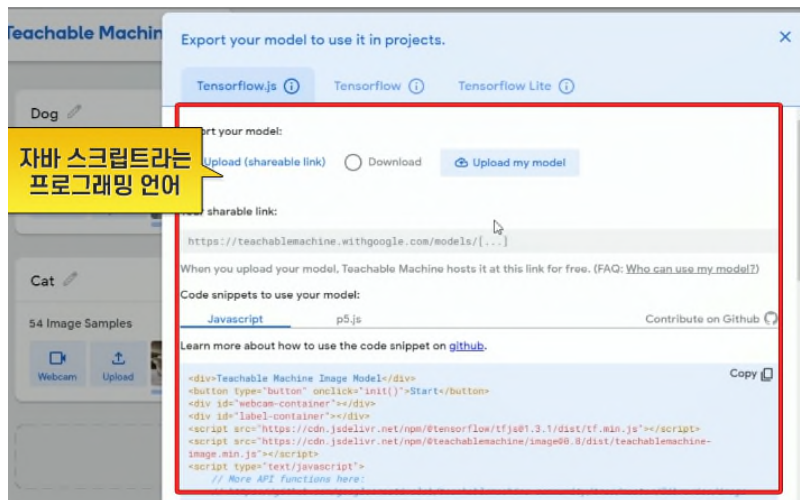 Teachable Machin
Export your model to use it in projects.
Tensorflow.js
Tensorflow
Tensorflow Lite
Dog
자바 스크립트라는
프로그래밍 언어
ort your model:
Upload (shareable link)
Download
Upload my model
sharable link:
https://teachablemachine.withgoogle.com/models/[...]
When you upload your model, Teachable Machine hosts it at this link for free. (FAQ: Who can use my model?)
Cat
Code snippets to use your model:
54 Image Samples
Javascript
p5.js
Contribute on Github
Learn more about how to use the code snippet on github.
Webcam
Upload
Copy
<div>Teachable Machine Image Model</div>
<button type="button" onclick="init()">Start</button>
<div id="webcam-container"></div>
<div id="label-container"></div>
<script src="https://cdn.jsdelivr.net/npm/@tensorflow/tfjs@1.3.1/dist/tf.min.js"></script>
<script src="https://cdn.jsdelivr.net/npm/@teachablemachine/image@0.8/dist/teachablemachine-
image.min.js"></script>
<script type="text/javascript">
// More API functions here: